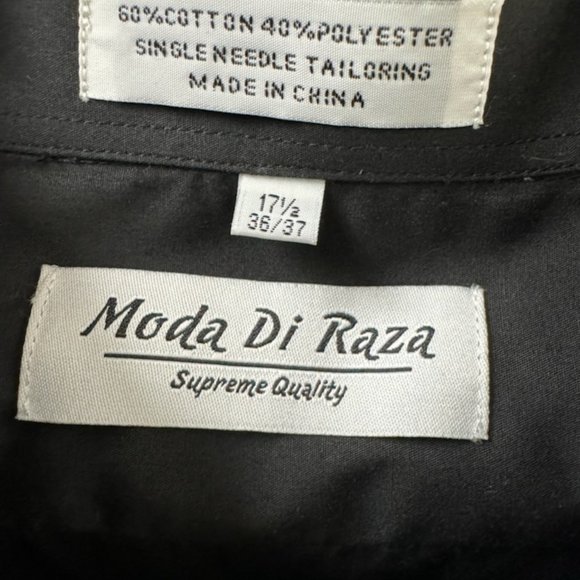 60%COTTON 40%POLYESTER
SINGLE NEEDLE TAILORING
MADE IN CHINA
17½
36/37
Moda Di Raza
Supreme Quality